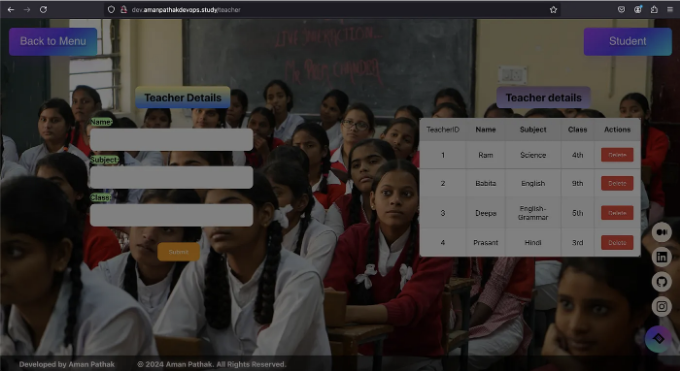 dev.amanpathakdevops.study/teacher
Back to Menu
Student
Teacher Details
Name:
Subject:
Class:
Submit
Teacher details
TeacherID Name Subject Class Actions
1 Ram Science 4th Delete
2 Babita English 9th Delete
3 Deepa English-Grammar 5th Delete
4 Prasant Hindi 3rd Delete
Developed by Aman Pathak
© 2024 Aman Pathak. All Rights Reserved.